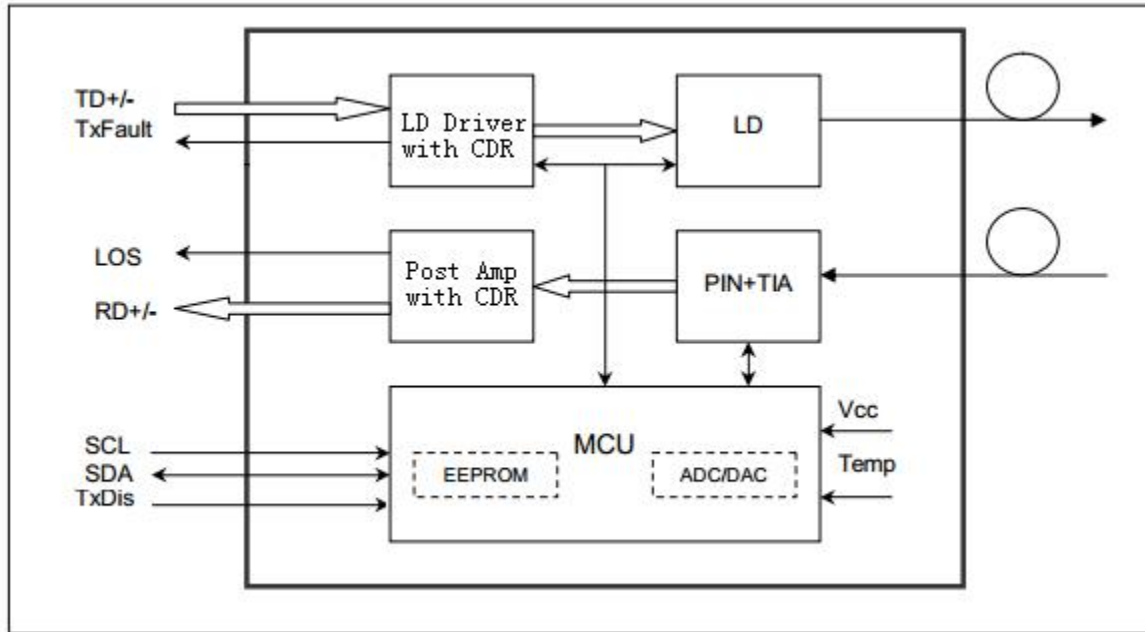 TD+/-
TxFault
LD Driver
with CDR
LD
LOS
RD+/-
Post Amp
with CDR
PIN+TIA
SCL
SDA
TxDis
MCU
EEPROM
ADC/DAC
Vcc
Temp